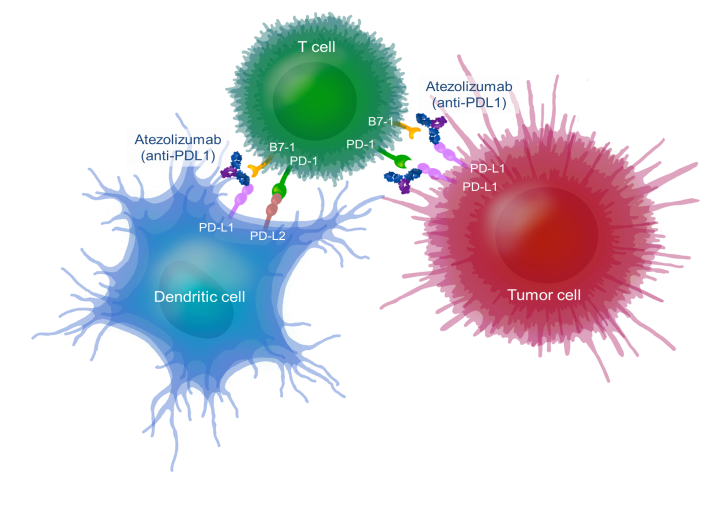 T cell
Atezolizumab
(anti-PDL1)
B7-1
PD-1
Atezolizumab
(anti-PDL1)
B7-1
PD-1
PD-L1
PD-L1
PD-L1
PD-L2
Dendritic cell
Tumor cell